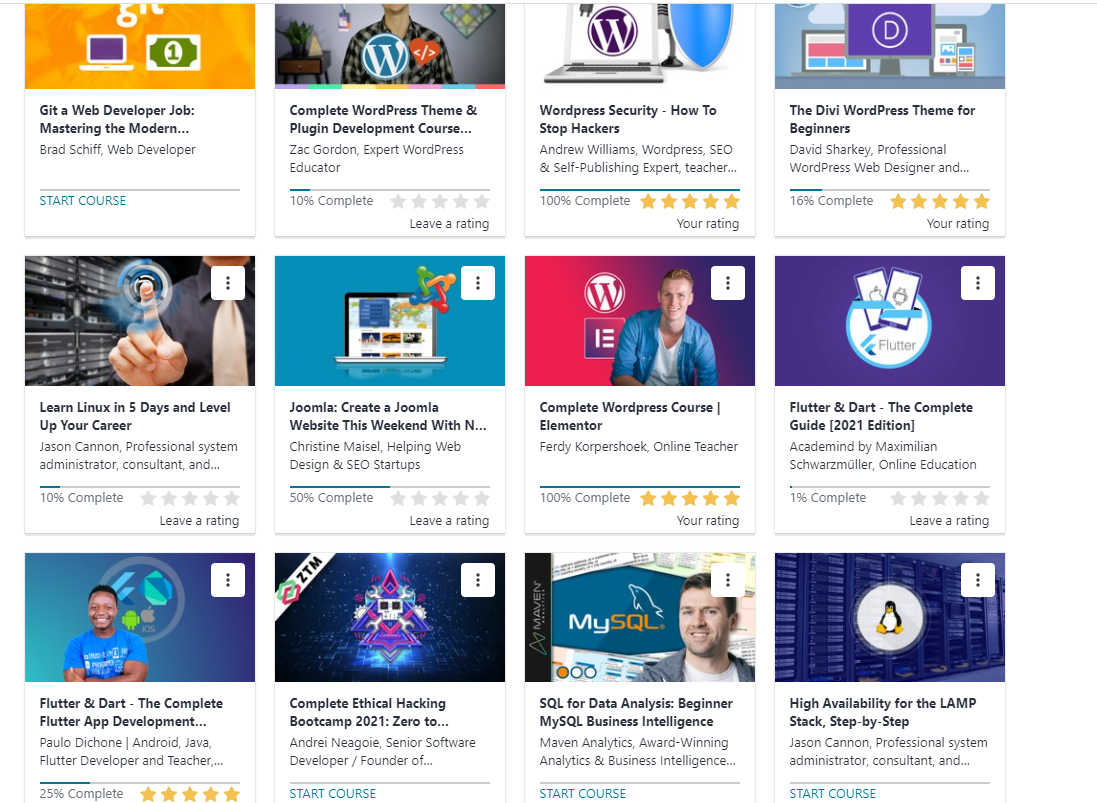 git
1
D
Git a Web Developer Job:
Mastering the Modern...
Brad Schiff, Web Developer
START COURSE
Complete WordPress Theme &
Plugin Development Course...
Zac Gordon, Expert WordPress
Educator
10% Complete
Leave a rating
Wordpress Security - How To
Stop Hackers
Andrew Williams, Wordpress, SEO
& Self-Publishing Expert, teacher...
100% Complete
Your rating
The Divi WordPress Theme for
Beginners
David Sharkey, Professional
WordPress Web Designer and...
16% Complete
Your rating
Learn Linux in 5 Days and Level
Up Your Career
Jason Cannon, Professional system
administrator, consultant, and...
10% Complete
Leave a rating
Joomla: Create a Joomla
Website This Weekend With N...
Christine Maisel, Helping Web
Design & SEO Startups
50% Complete
Leave a rating
Complete Wordpress Course |
Elementor
Ferdy Korpershoek, Online Teacher
100% Complete
Your rating
Flutter
Flutter & Dart - The Complete
Guide [2021 Edition]
Academind by Maximilian
Schwarzmüller, Online Education
1% Complete
Leave a rating
iOS
Flutter & Dart - The Complete
Flutter App Development...
Paulo Dichone | Android, Java,
Flutter Developer and Teacher,...
25% Complete
ZTM
Complete Ethical Hacking
Bootcamp 2021: Zero to...
Andrei Neagoie, Senior Software
Developer / Founder of...
START COURSE
MAVEN
MySQL
SQL for Data Analysis: Beginner
MySQL Business Intelligence
Maven Analytics, Award-Winning
Analytics & Business Intelligence...
START COURSE
High Availability for the LAMP
Stack, Step-by-Step
Jason Cannon, Professional system
administrator, consultant, and...
START COURSE